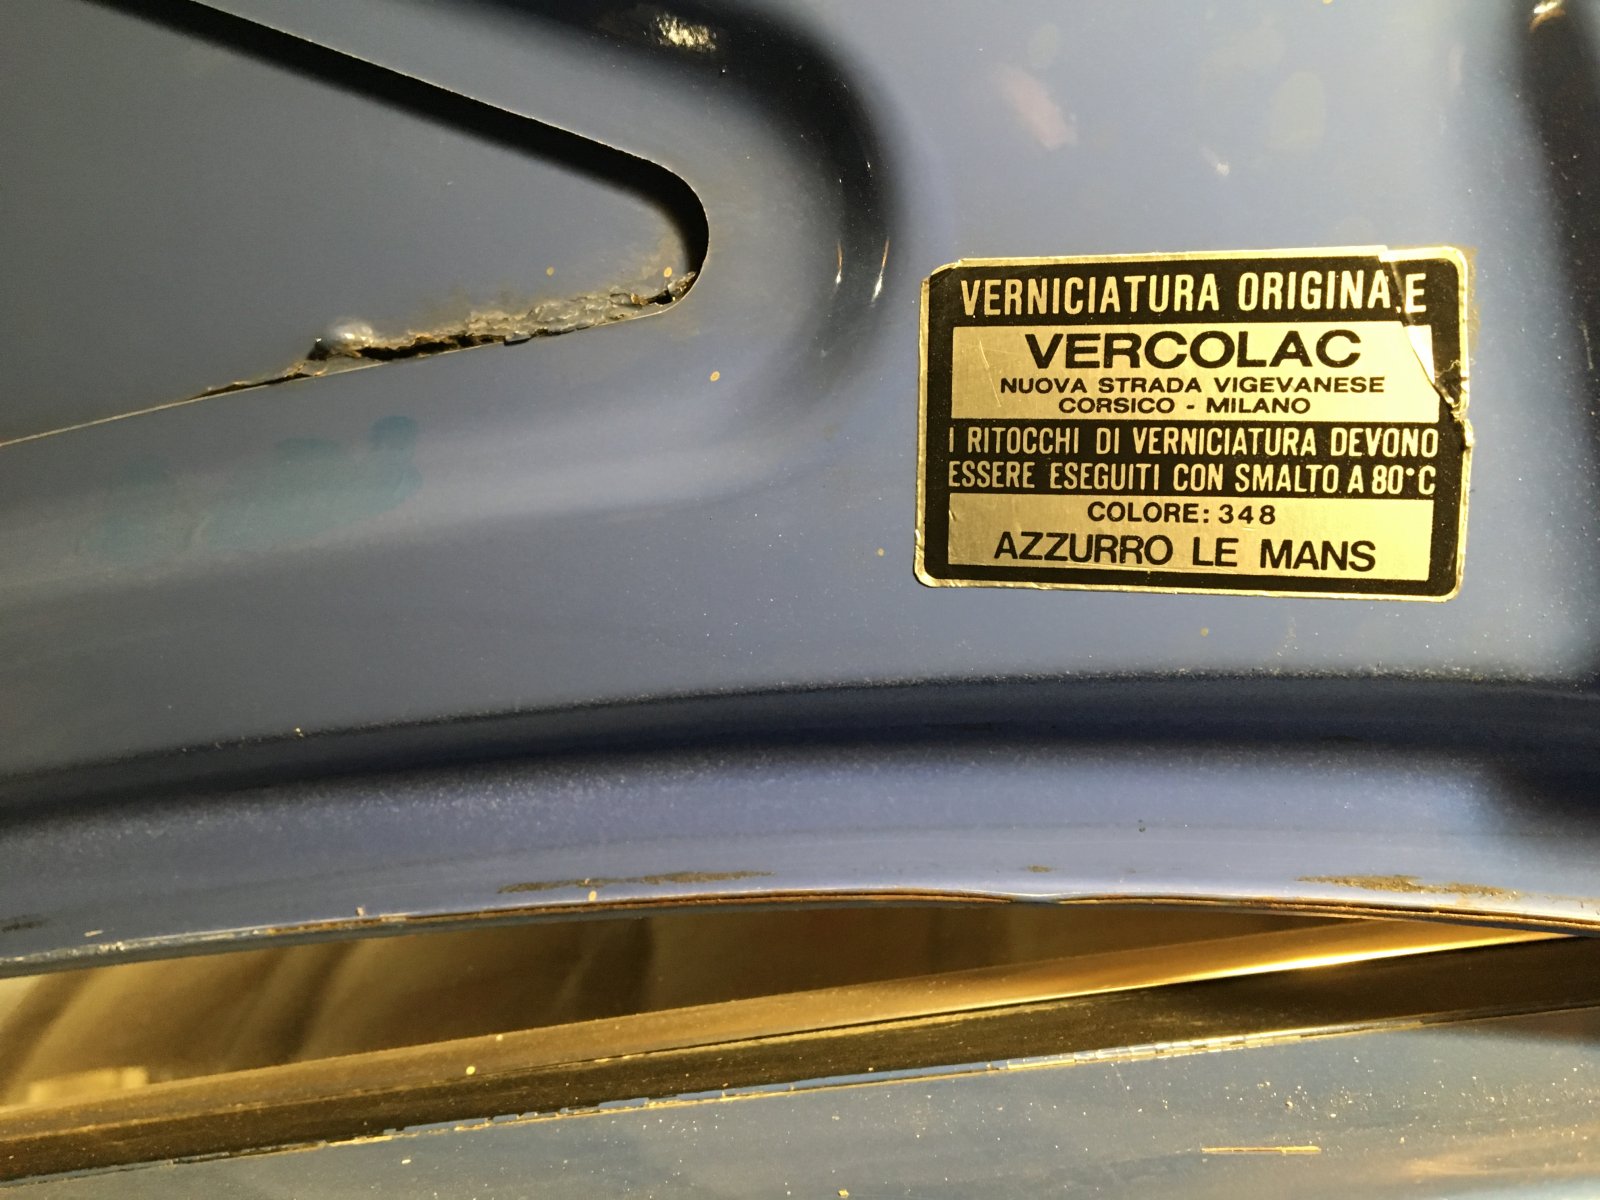 VERNICIATURA ORIGINALE
VERCOLAC
NUOVA STRADA VIGEVANESE
CORSICO - MILANO
I RITOCCHI DI VERNICIATURA DEVONO
ESSERE ESEGUITI CON SMALTO A 80°C
COLORE: 348
AZZURRO LE MANS